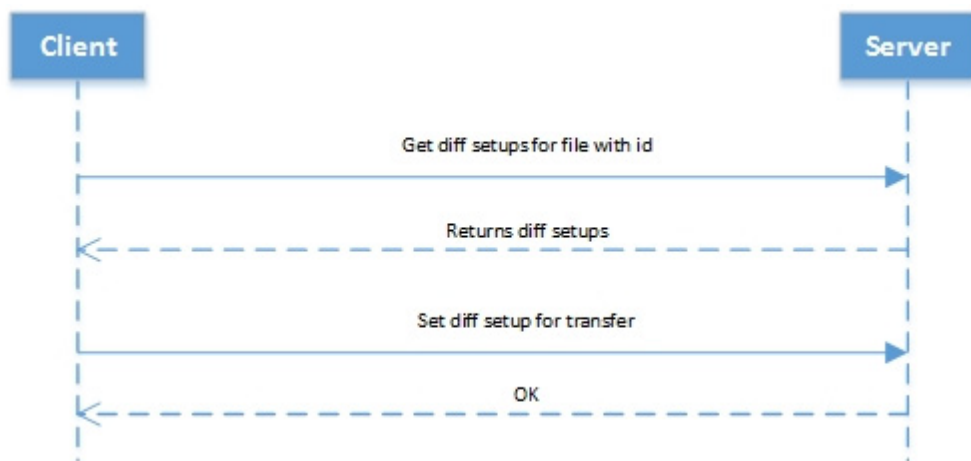 Client
Server
Get diff setups for file with id
Returns diff setups
Set diff setup for transfer
OK